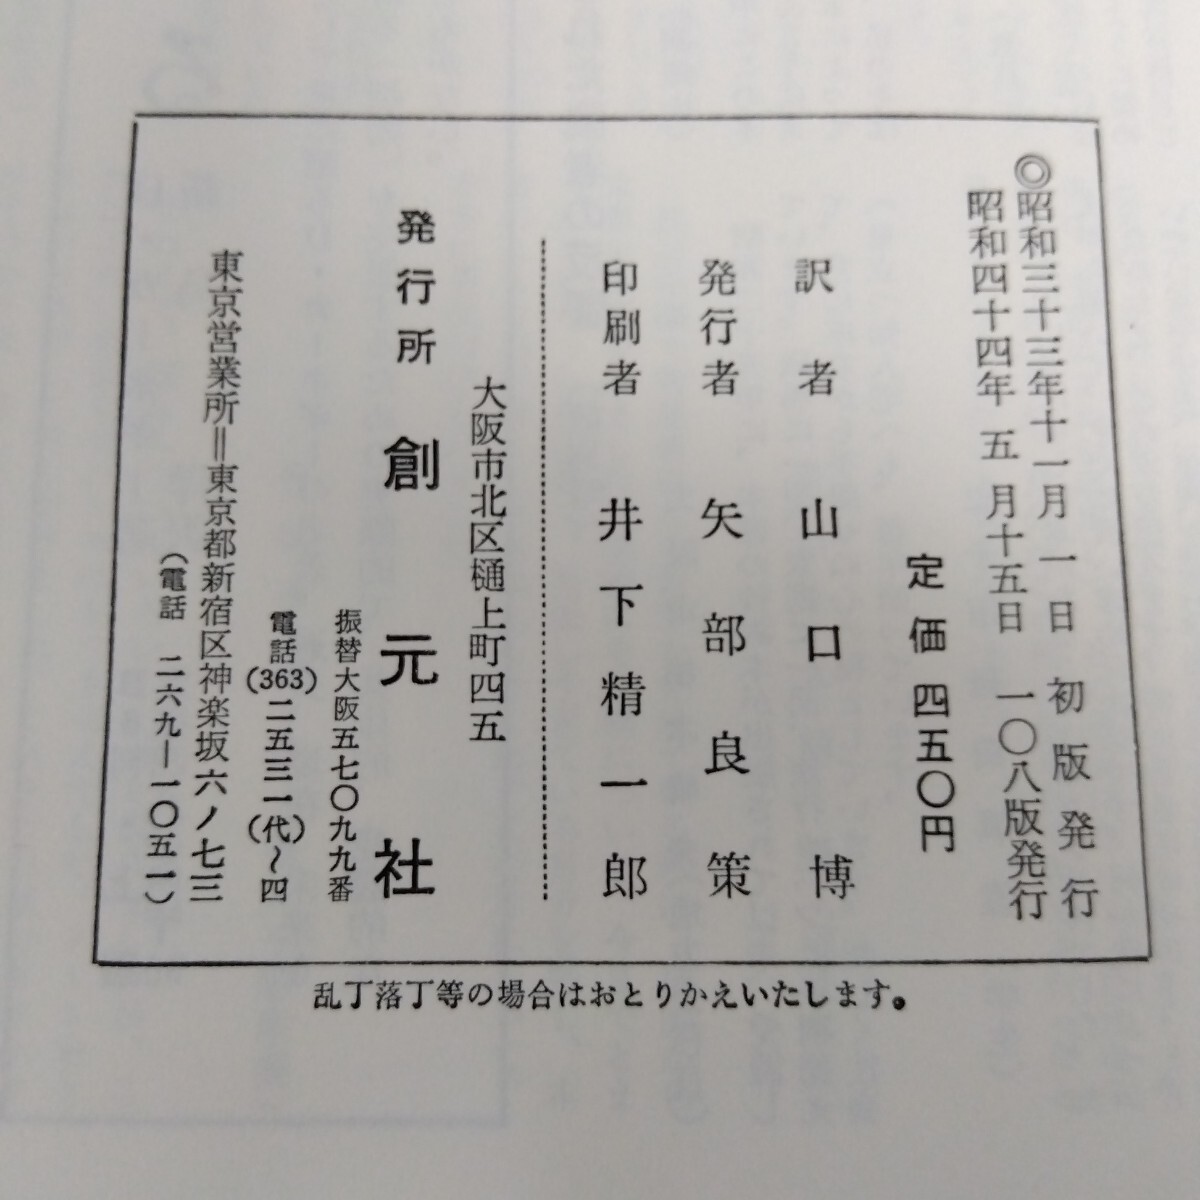 ◎昭和三十三年十一月一日 初版発行
昭和四十四年五月十五日 一〇八版発行
定価 四五〇円
訳者 山口博
発行者 矢部良策
印刷者 井下精一郎
大阪市北区樋上町四五
発行所 創元社
振替大阪五七〇九九番
電話(363)二五三一(代)〜四
東京営業所＝東京都新宿区神楽坂六ノ七三
(電話 二六九―一〇五一)
乱丁落丁等の場合はおとりかえいたします。